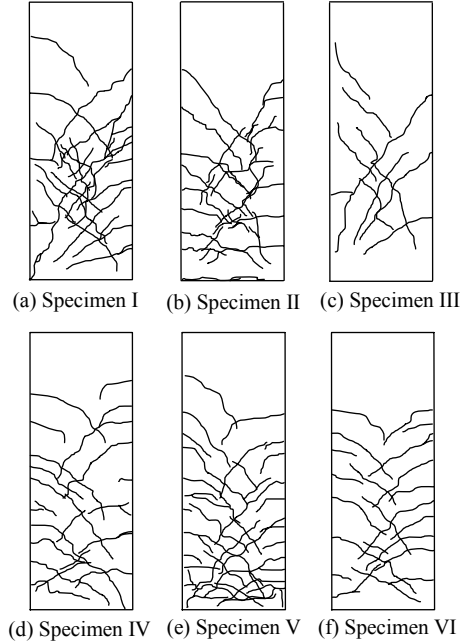 (a) Specimen I
(b) Specimen II
(c) Specimen III
(d) Specimen IV
(e) Specimen V
(f) Specimen VI